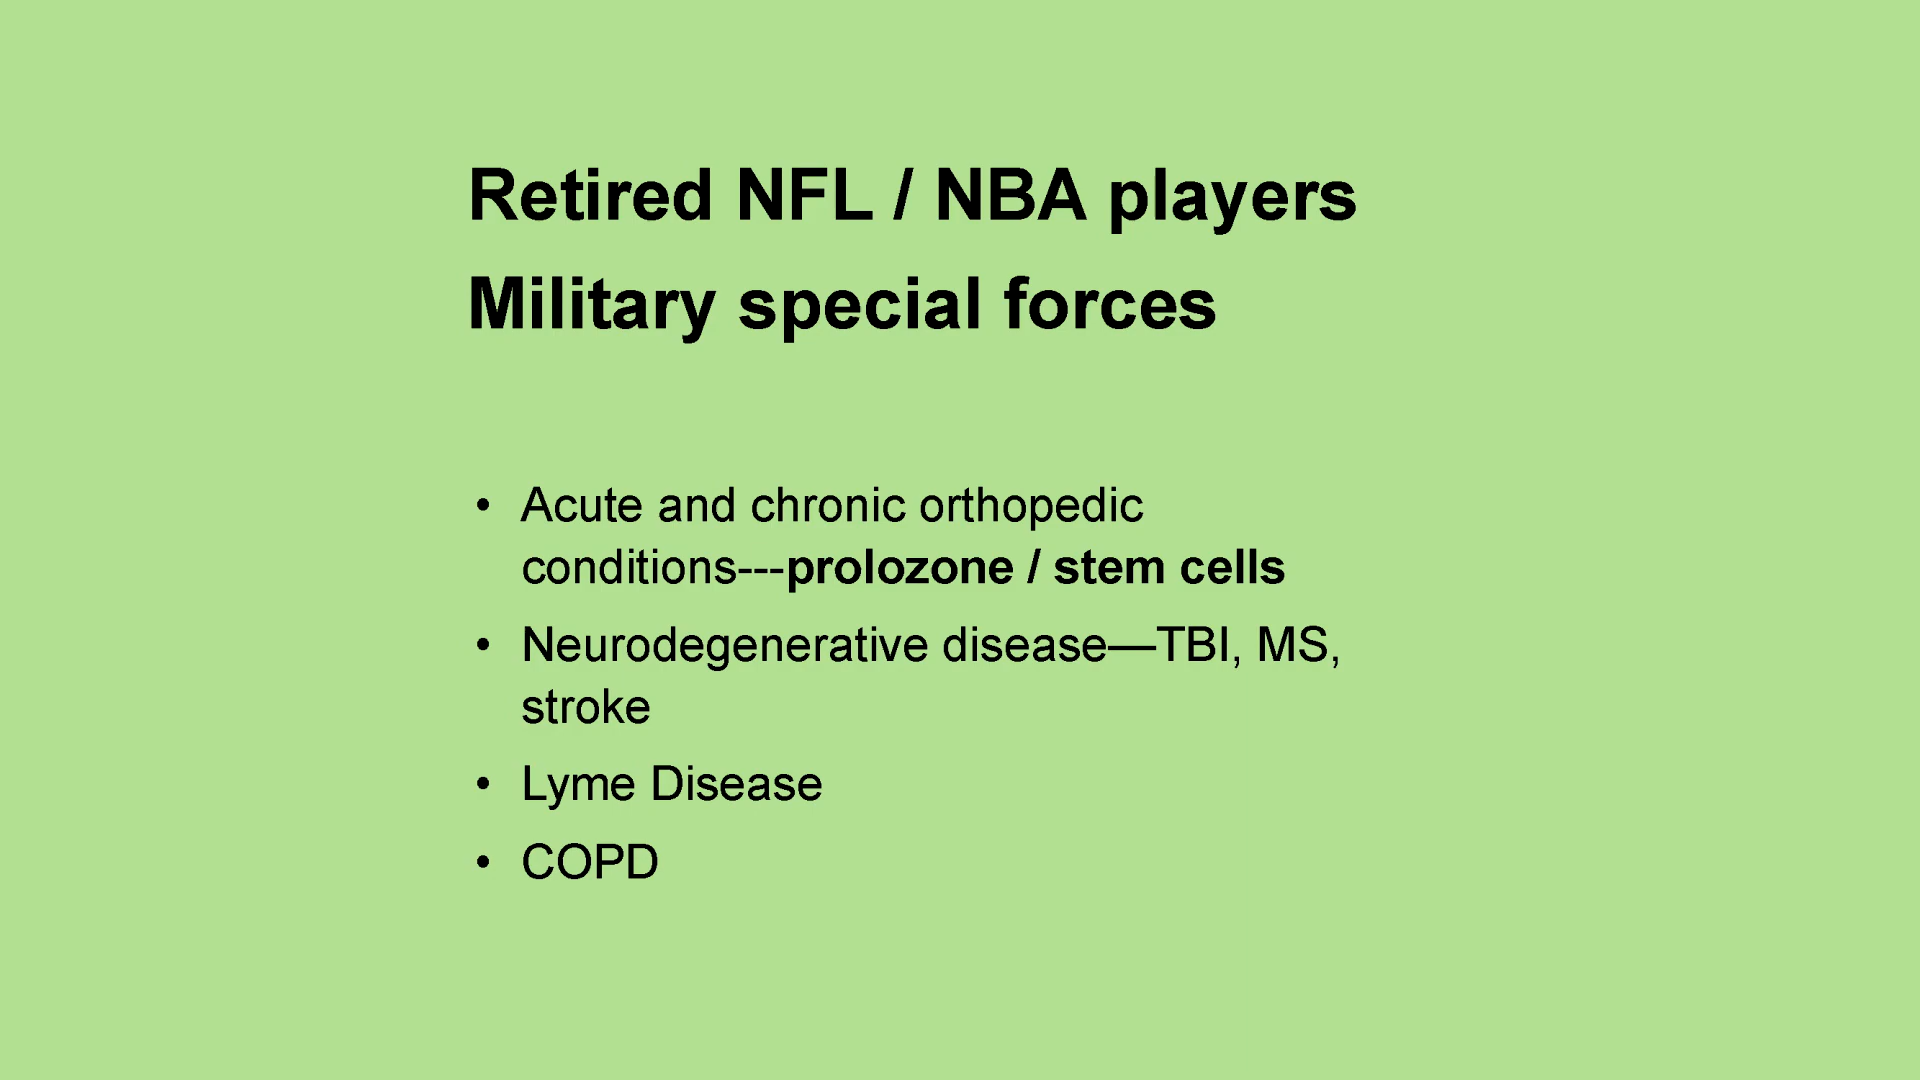 Retired NFL / NBA players
Military special forces
• Acute and chronic orthopedic
conditions---prolozone / stem cells
• Neurodegenerative disease—TBI, MS,
stroke
• Lyme Disease
• COPD